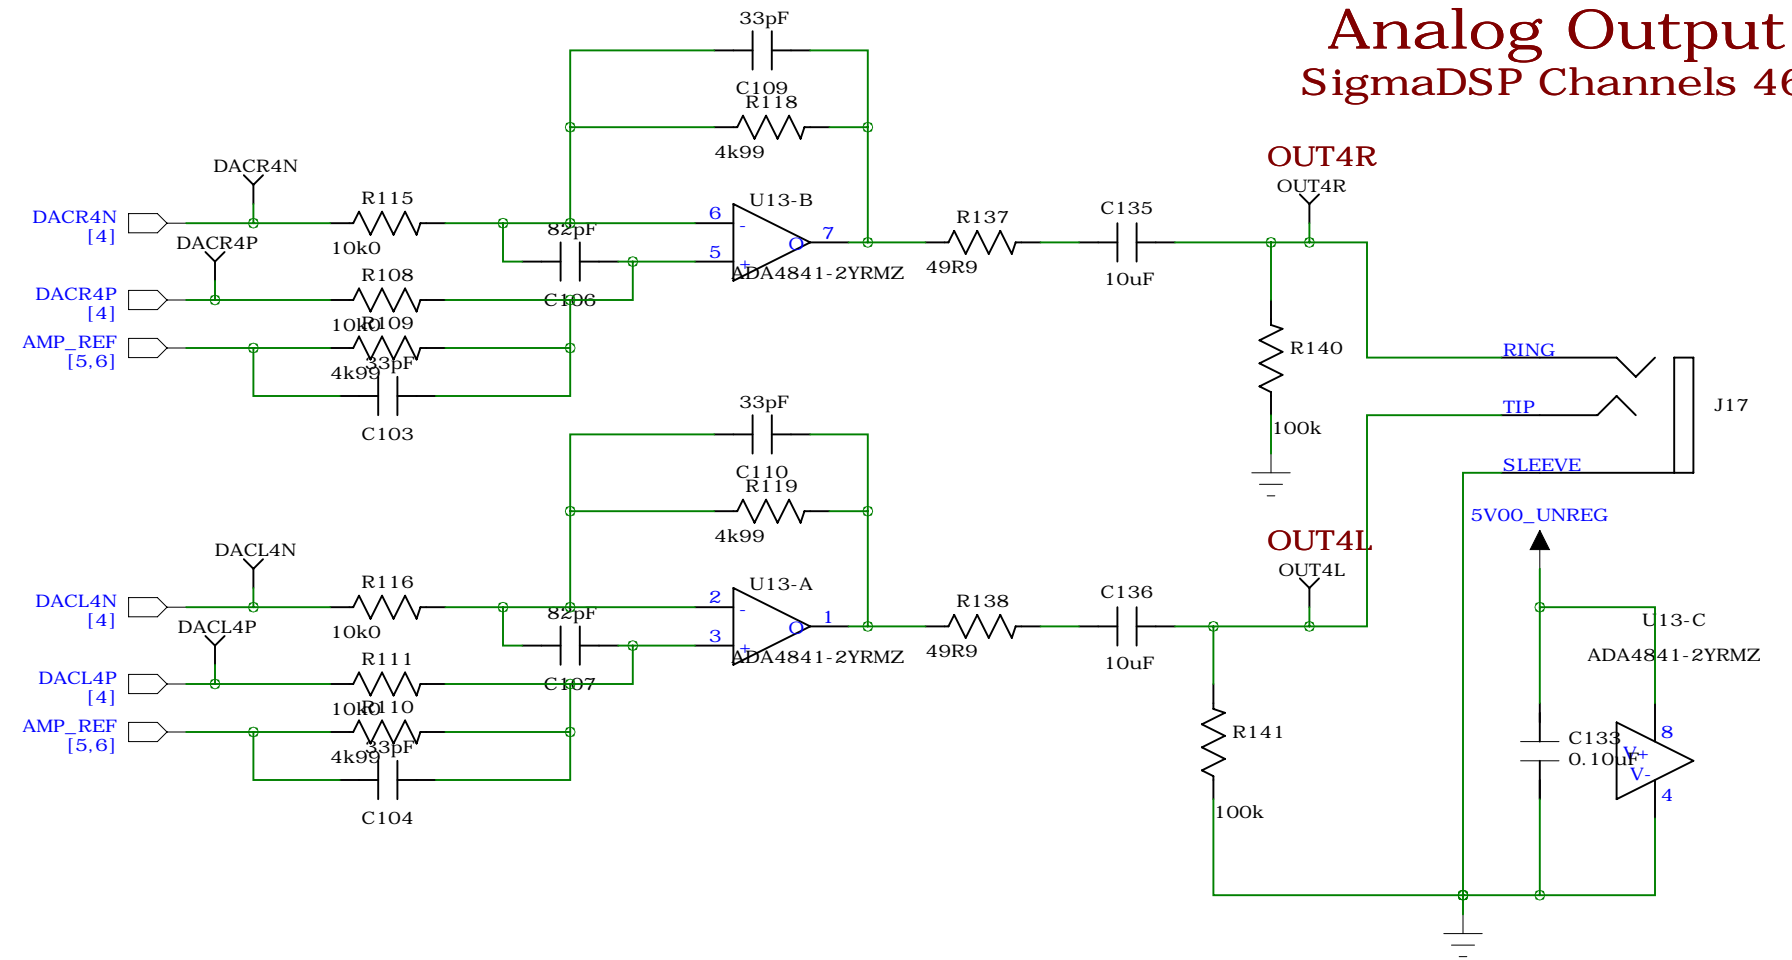 Analog Output
SigmaDSP Channels 46
33pF
C109
R118
4k99
DACR4N
DACR4N
[4]
R115
10k0
DACR4P
DACR4P
[4]
R108
10k0
AMP_REF
[5,6]
R109
4k99
33pF
C103
82pF
C106
U13-B
6
-
5
+
O
7
ADA4841-2YRMZ
R137
49R9
C135
10uF
OUT4R
OUT4R
R140
100k
RING
TIP
SLEEVE
J17
33pF
C110
R119
4k99
DACL4N
DACL4N
[4]
R116
10k0
DACL4P
DACL4P
[4]
R111
10k0
AMP_REF
[5,6]
R110
4k99
33pF
C104
82pF
C107
U13-A
2
-
3
+
O
1
ADA4841-2YRMZ
R138
49R9
C136
10uF
OUT4L
OUT4L
R141
100k
5V00_UNREG
U13-C
ADA4841-2YRMZ
C133
0.10uF
8
V+
V-
4